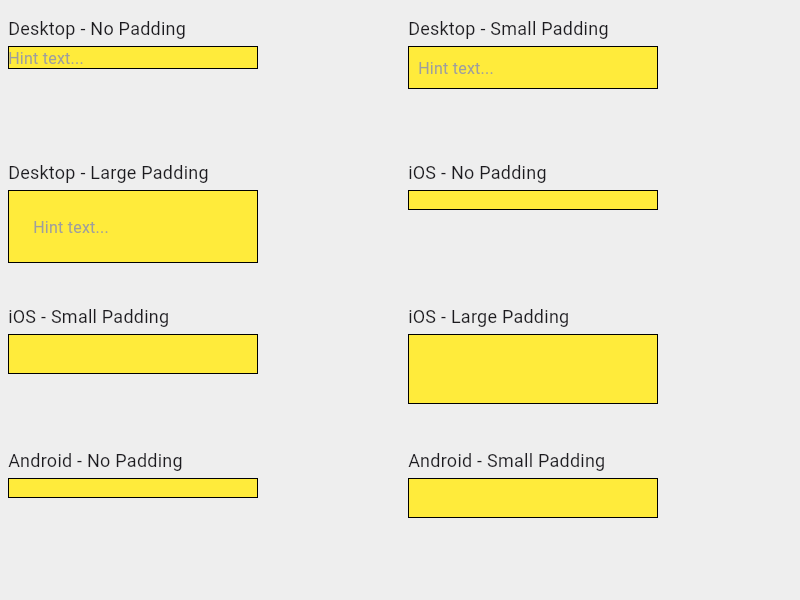 Desktop - No Padding
Hint text...
Desktop - Small Padding
Hint text...
Desktop - Large Padding
Hint text...
iOS - No Padding
iOS - Small Padding
iOS - Large Padding
Android - No Padding
Android - Small Padding